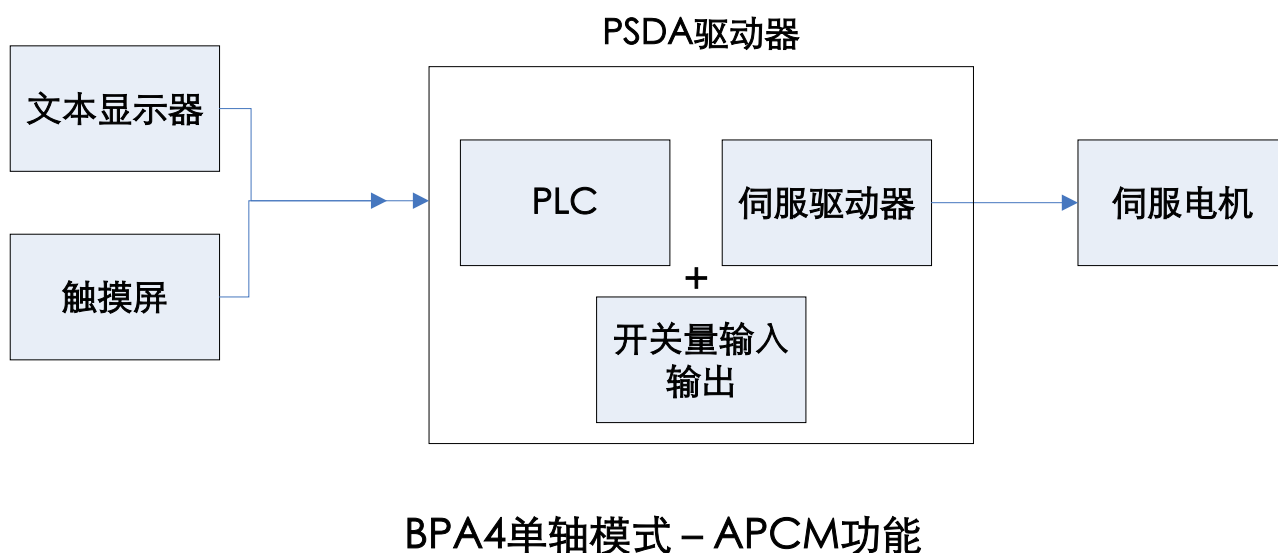 PSDA驱动器
文本显示器
触摸屏
PLC
伺服驱动器
+
开关量输入
输出
伺服电机
BPA4单轴模式 – APCM功能